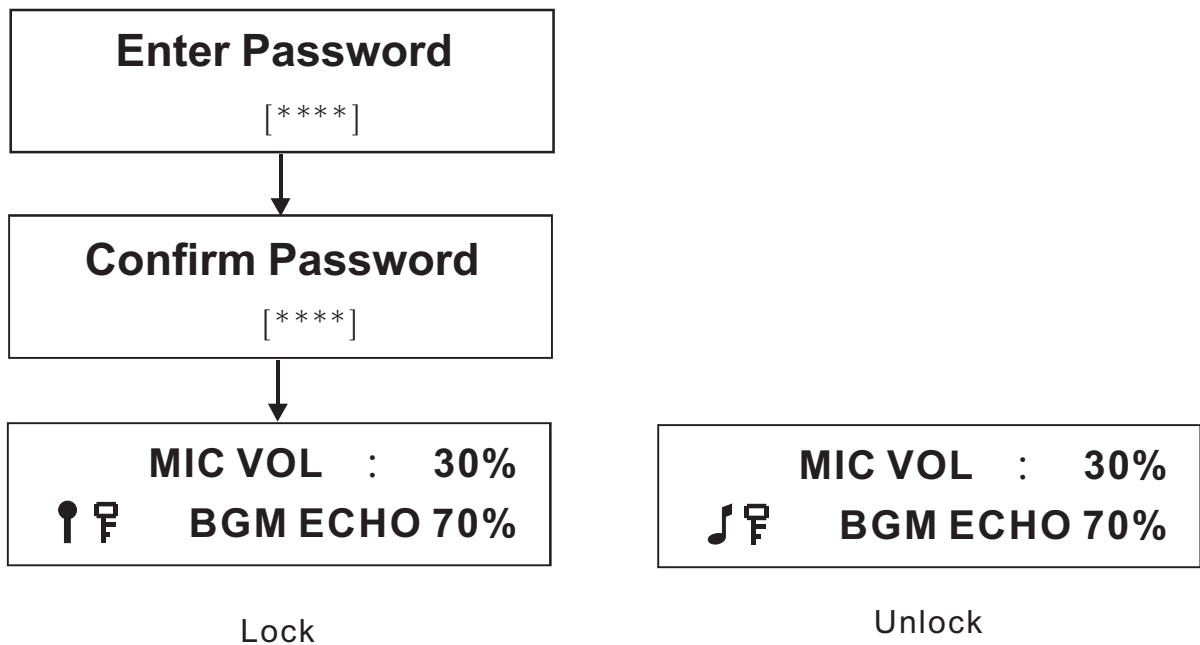 Enter Password
[****]
Confirm Password
[****]
MIC VOL : 30%
BGM ECHO 70%
Lock
MIC VOL : 30%
BGM ECHO 70%
Unlock